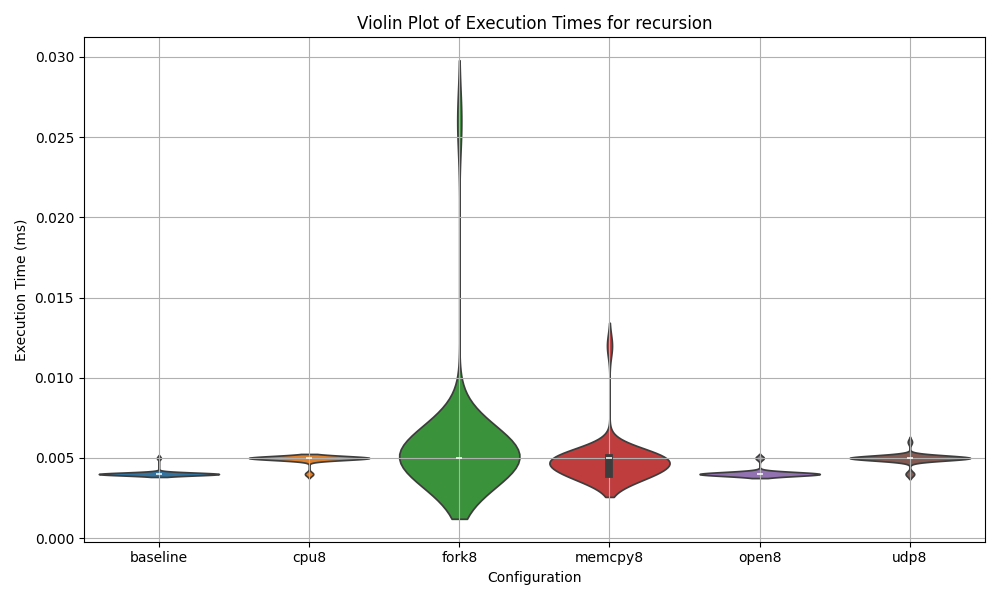 Violin Plot of Execution Times for recursion
Execution Time (ms)
0.030
0.025
0.020
0.015
0.010
0.005
0.000
baseline cpu8 fork8 memcpy8 open8 udp8
Configuration